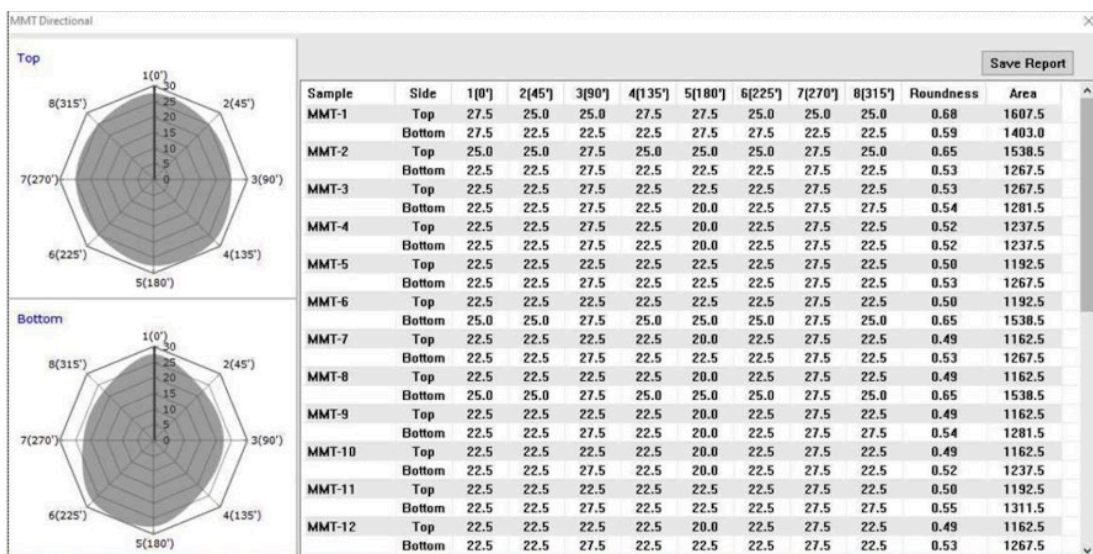 MMT Directional
Save Report
Top
1(0')
30
25
20
15
10
5
0
2(45')
3(90')
4(135')
5(180')
6(225')
7(270')
8(315')
Bottom
1(0')
30
25
20
15
10
5
0
2(45')
3(90')
4(135')
5(180')
6(225')
7(270')
8(315')
Sample Side 1(0') 2(45') 3(90') 4(135') 5(180') 6(225') 7(270') 8(315') Roundness Area
MMT-1 Top 27.5 25.0 25.0 27.5 27.5 25.0 25.0 25.0 0.68 1607.5
Bottom 27.5 22.5 22.5 22.5 27.5 27.5 22.5 22.5 0.59 1403.0
MMT-2 Top 25.0 25.0 27.5 25.0 25.0 25.0 27.5 25.0 0.65 1538.5
Bottom 22.5 22.5 27.5 22.5 22.5 22.5 27.5 22.5 0.53 1267.5
MMT-3 Top 22.5 22.5 27.5 22.5 22.5 22.5 27.5 22.5 0.53 1267.5
Bottom 22.5 22.5 27.5 22.5 20.0 22.5 27.5 27.5 0.54 1281.5
MMT-4 Top 22.5 22.5 27.5 22.5 20.0 22.5 27.5 22.5 0.52 1237.5
Bottom 22.5 22.5 27.5 22.5 20.0 22.5 27.5 22.5 0.52 1237.5
MMT-5 Top 22.5 22.5 22.5 22.5 22.5 22.5 27.5 22.5 0.50 1192.5
Bottom 22.5 22.5 27.5 22.5 22.5 22.5 27.5 22.5 0.53 1267.5
MMT-6 Top 22.5 22.5 22.5 22.5 22.5 22.5 27.5 22.5 0.50 1192.5
Bottom 25.0 25.0 27.5 25.0 25.0 25.0 27.5 25.0 0.65 1538.5
MMT-7 Top 22.5 22.5 22.5 22.5 20.0 22.5 27.5 22.5 0.49 1162.5
Bottom 22.5 22.5 27.5 22.5 22.5 22.5 27.5 22.5 0.53 1267.5
MMT-8 Top 22.5 22.5 22.5 22.5 20.0 22.5 27.5 22.5 0.49 1162.5
Bottom 25.0 25.0 27.5 25.0 25.0 25.0 27.5 25.0 0.65 1538.5
MMT-9 Top 22.5 22.5 22.5 22.5 20.0 22.5 27.5 22.5 0.49 1162.5
Bottom 22.5 22.5 27.5 22.5 20.0 22.5 27.5 27.5 0.54 1281.5
MMT-10 Top 22.5 22.5 22.5 22.5 20.0 22.5 27.5 22.5 0.49 1162.5
Bottom 22.5 22.5 27.5 22.5 20.0 22.5 27.5 22.5 0.52 1237.5
MMT-11 Top 22.5 22.5 22.5 22.5 22.5 22.5 27.5 22.5 0.50 1192.5
Bottom 22.5 22.5 27.5 22.5 22.5 22.5 27.5 27.5 0.55 1311.5
MMT-12 Top 22.5 22.5 22.5 22.5 20.0 22.5 27.5 22.5 0.49 1162.5
Bottom 22.5 22.5 27.5 22.5 22.5 22.5 27.5 22.5 0.53 1267.5